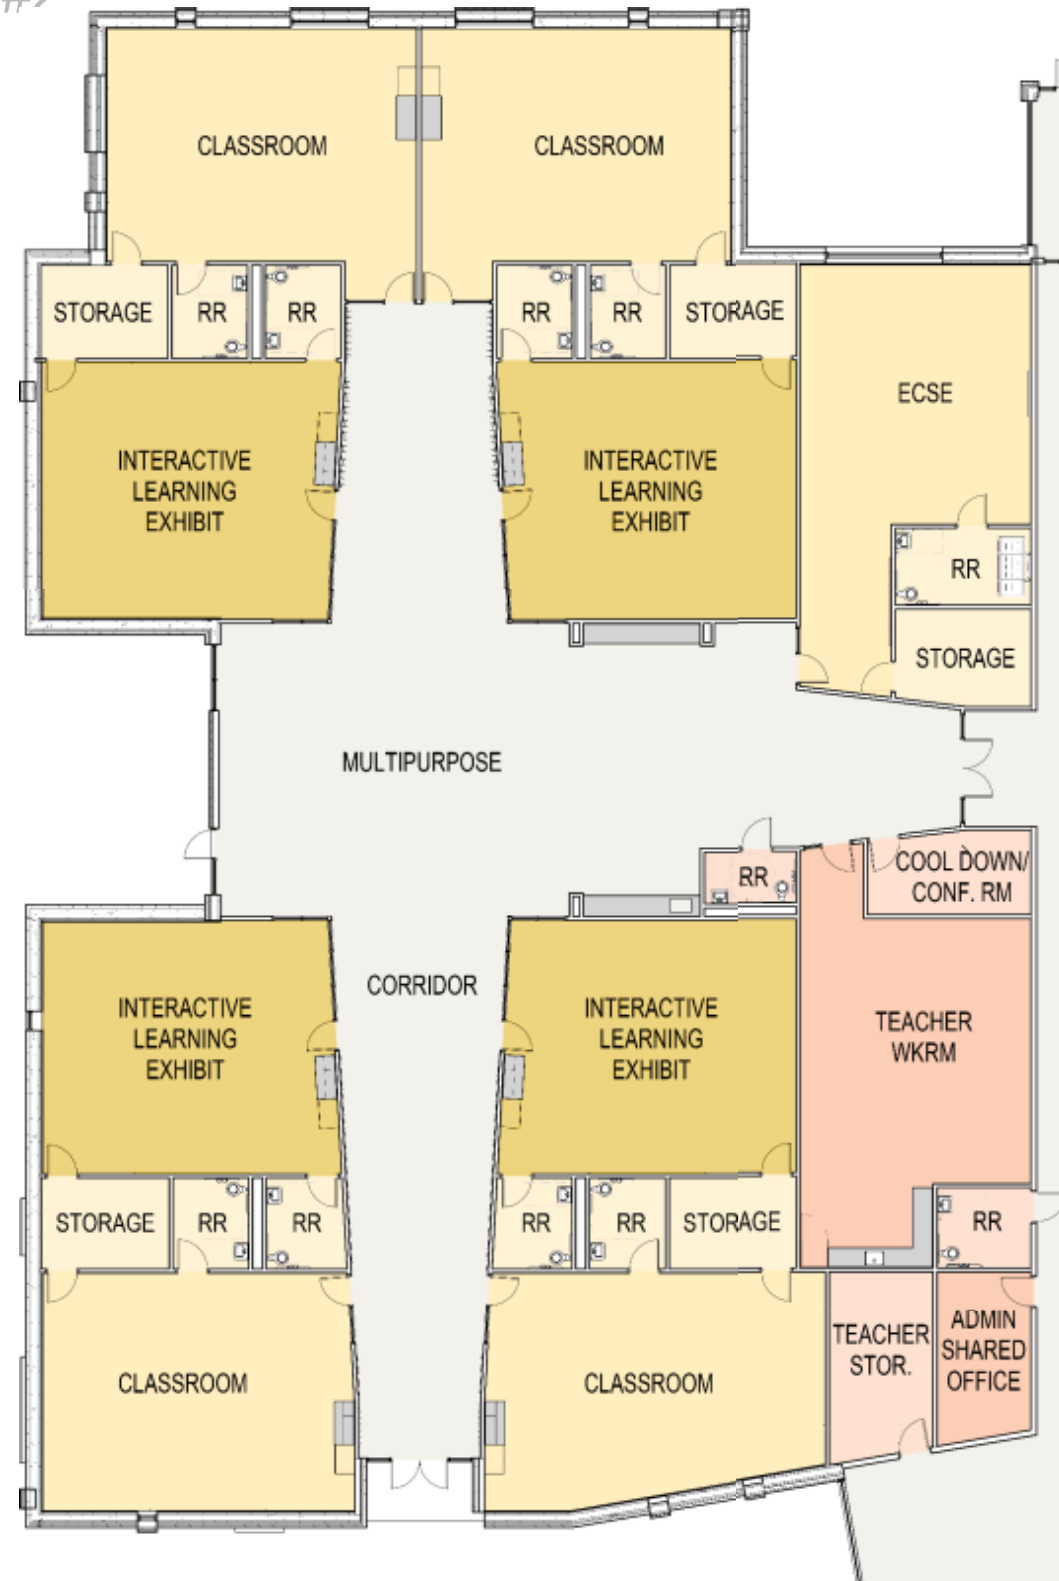 #2
CLASSROOM
CLASSROOM
STORAGE
RR
RR
RR
RR
STORAGE
ECSE
INTERACTIVE
LEARNING
EXHIBIT
INTERACTIVE
LEARNING
EXHIBIT
RR
STORAGE
MULTIPURPOSE
RR
COOL DOWN/
CONF. RM
CORRIDOR
INTERACTIVE
LEARNING
EXHIBIT
INTERACTIVE
LEARNING
EXHIBIT
TEACHER
WKRM
STORAGE
RR
RR
RR
RR
STORAGE
RR
CLASSROOM
CLASSROOM
TEACHER
STOR.
ADMIN
SHARED
OFFICE